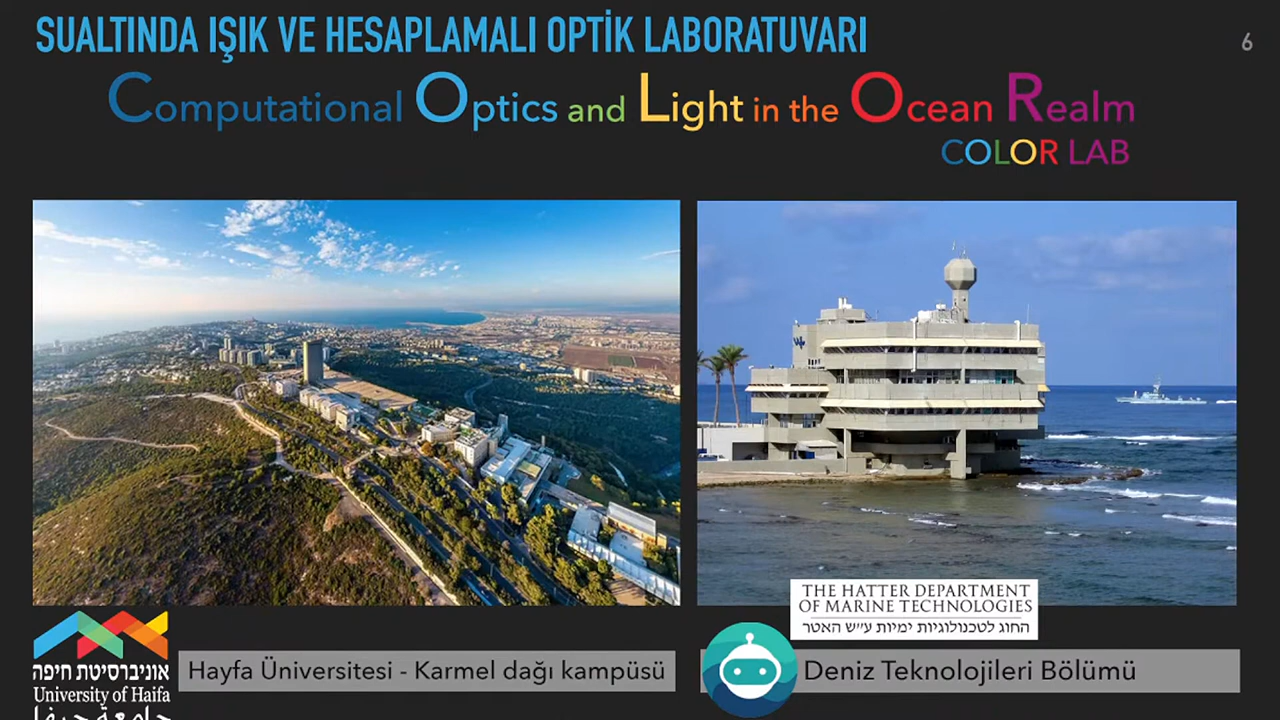 SUALTINDA IŞIK VE HESAPLAMALI OPTİK LABORATUVARI
6
Computational Optics and Light in the Ocean Realm
COLOR LAB
THE HATTER DEPARTMENT
OF MARINE TECHNOLOGIES
החוג לטכנולוגיות ימיות ע״ש האטר
אוניברסיטת חיפה
University of Haifa
جامعة حيفا
Hayfa Üniversitesi - Karmel dağı kampüsü
Deniz Teknolojileri Bölümü